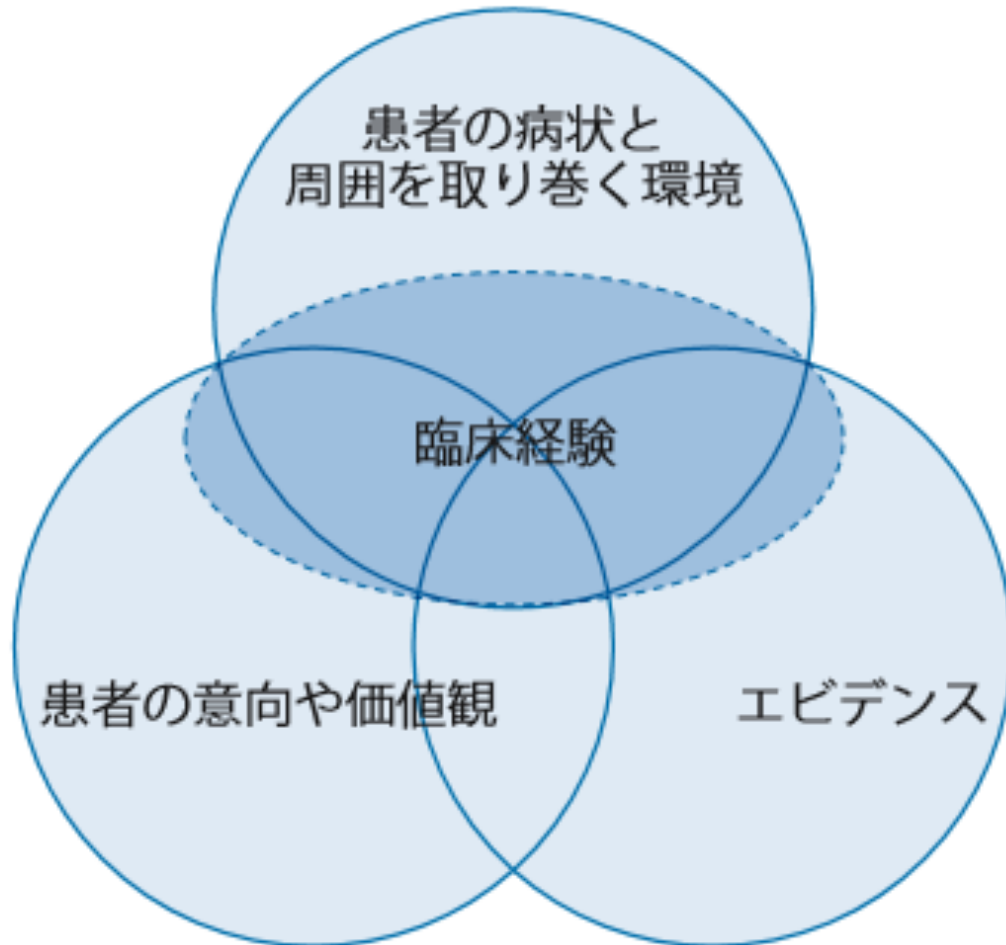 患者の病状と
周囲を取り巻く環境
臨床経験
患者の意向や価値観
エビデンス